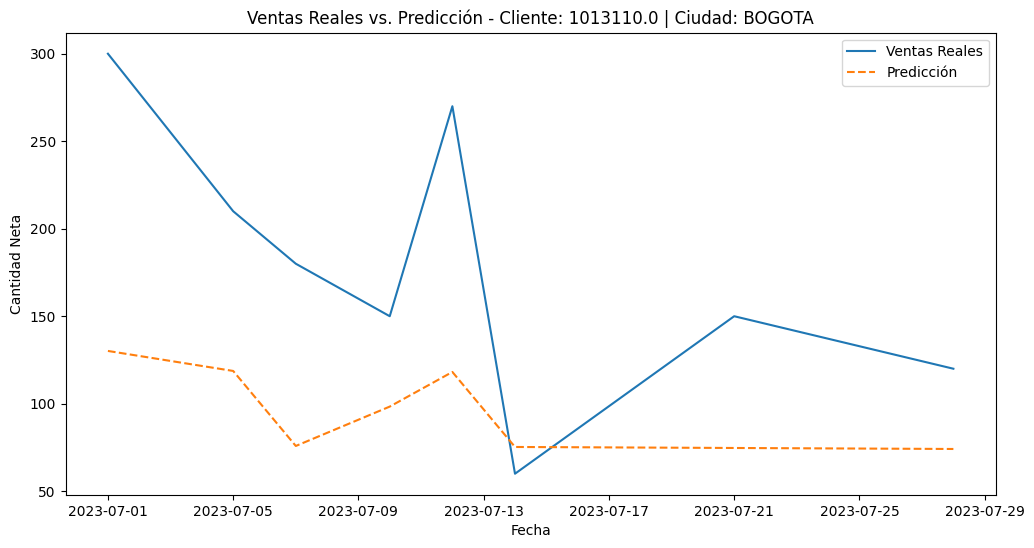 Ventas Reales vs. Predicción - Cliente: 1013110.0 | Ciudad: BOGOTA
Ventas Reales
Predicción
300
250
200
150
100
50
Cantidad Neta
2023-07-01 2023-07-05 2023-07-09 2023-07-13 2023-07-17 2023-07-21 2023-07-25 2023-07-29
Fecha